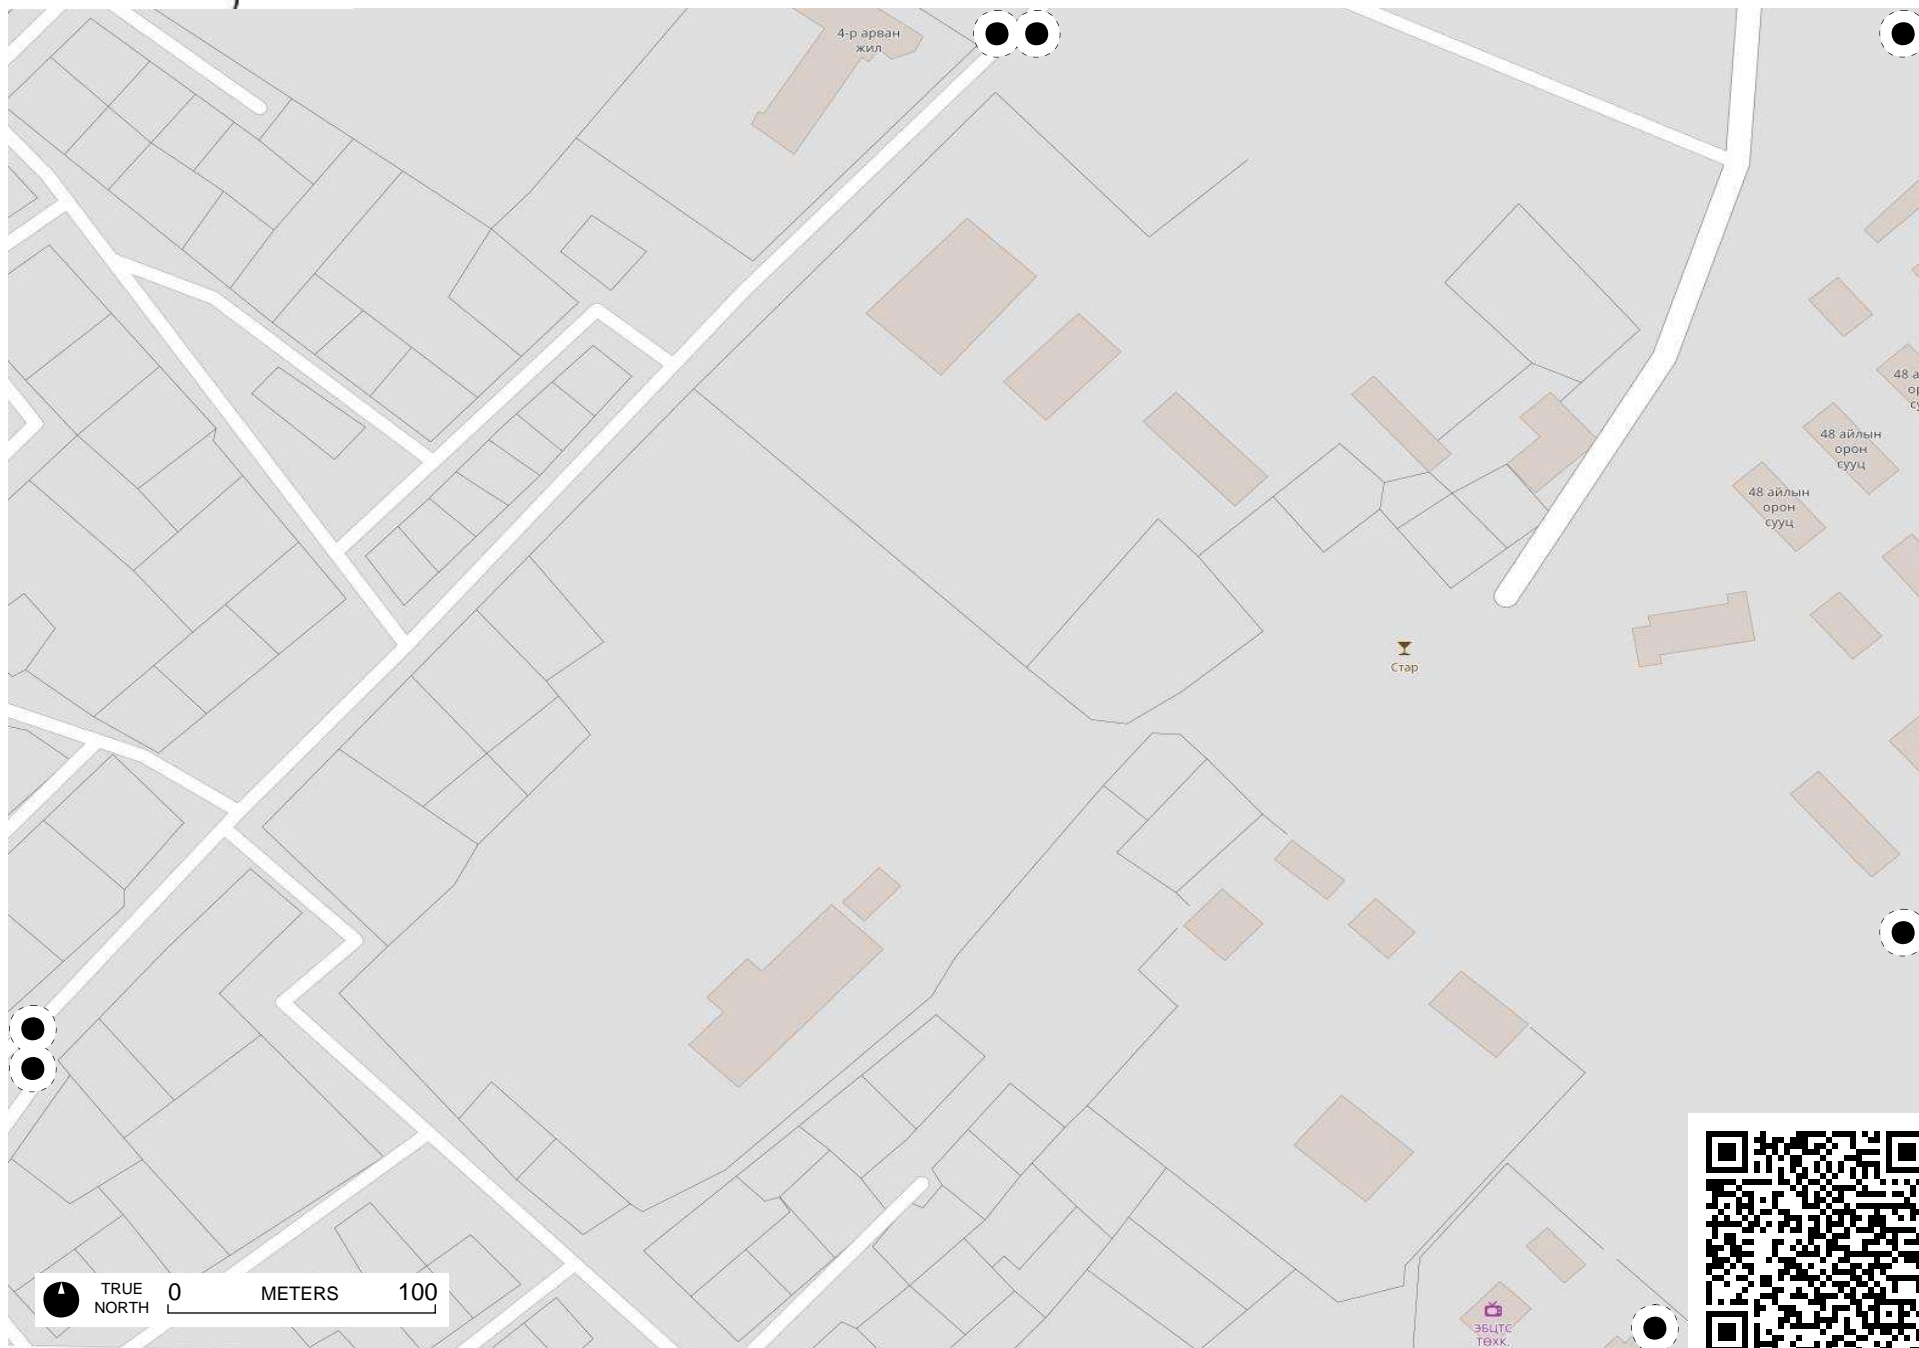 4-р арван
жил
48 айлын
орон
сууц
48 айлын
орон
сууц
Стар
TRUE
NORTH
0
METERS
100
ЭБЦТС
ТӨХК.